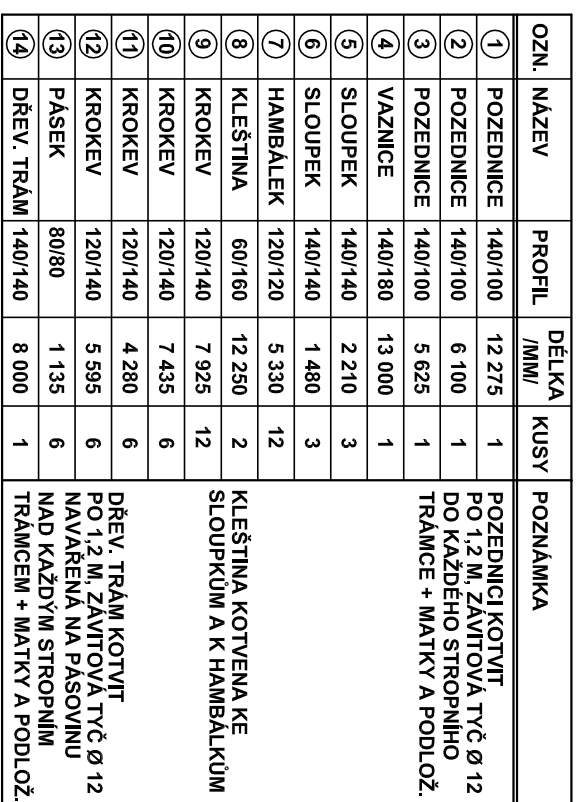 OZN. NÁZEV PROFIL DÉLKA /MM/ KUSY POZNÁMKA
1 POZEDNICE 140/100 12 275 1 POZEDNICI KOTVIT
2 POZEDNICE 140/100 6 100 1 PO 1,2 M, ZÁVITOVÁ TYČ Ø 12
DO KAŽDÉHO STROPNÍHO
3 POZEDNICE 140/100 5 625 1 TRÁMCE + MATKY A PODLOŽ.
4 VAZNICE 140/180 13 000 1
5 SLOUPEK 140/140 2 210 3
6 SLOUPEK 140/140 1 480 3
7 HAMBÁLEK 120/120 5 330 12
8 KLEŠTINA 60/160 12 250 2 KLEŠTINA KOTVENA KE
SLOUPKŮM A K HAMBÁLKŮM
9 KROKEV 120/140 7 925 12
10 KROKEV 120/140 7 435 6
11 KROKEV 120/140 4 280 6 DŘEV. TRÁM KOTVIT
12 KROKEV 120/140 5 595 6 PO 1,2 M, ZÁVITOVÁ TYČ Ø 12
NAVAŘENÁ NA PÁSOVINU
13 PÁSEK 80/80 1 135 6 NAD KAŽDÝM STROPNÍM
14 DŘEV. TRÁM 140/140 8 000 1 TRÁMCEM + MATKY A PODLOŽ.